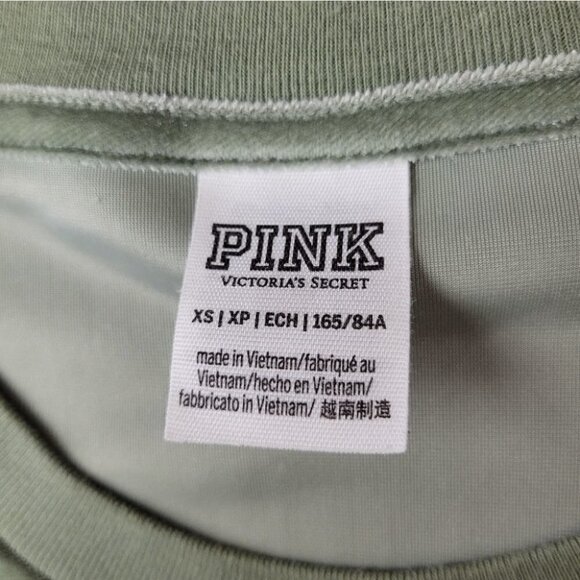 PINK
VICTORIA'S SECRET
XS | XP | ECH | 165/84A
made in Vietnam/fabriqué au
Vietnam/hecho en Vietnam/
fabbricato in Vietnam/ 越南制造